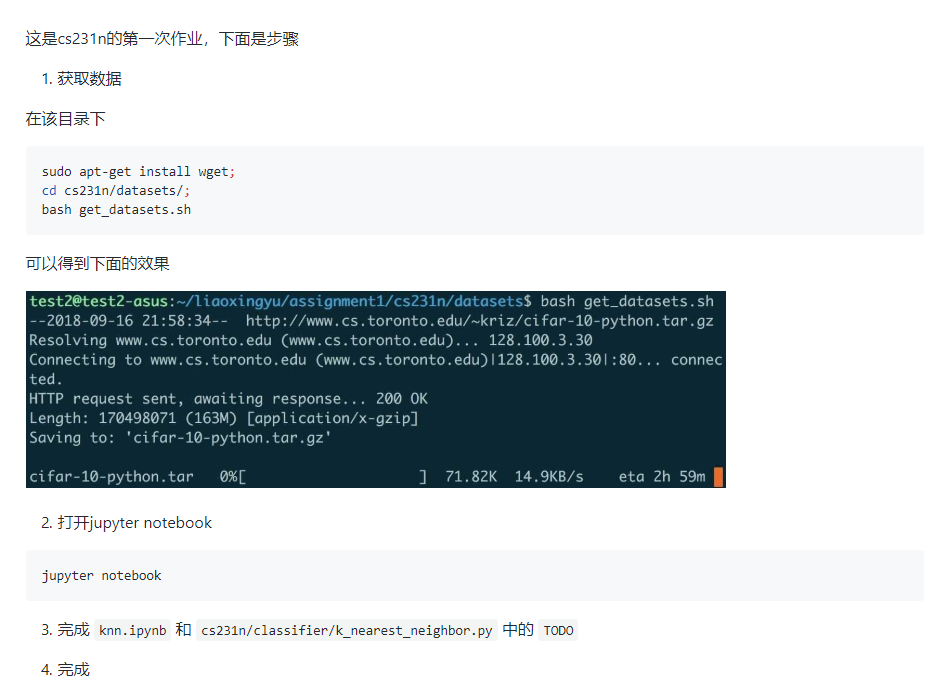 这是cs231n的第一次作业，下面是步骤
1. 获取数据
在该目录下
sudo apt-get install wget;
cd cs231n/datasets/;
bash get_datasets.sh
可以得到下面的效果
test2@test2-asus:~/liaoxingyu/assignment1/cs231n/datasets$ bash get_datasets.sh
--2018-09-16 21:58:34--  http://www.cs.toronto.edu/~kriz/cifar-10-python.tar.gz
Resolving www.cs.toronto.edu (www.cs.toronto.edu)... 128.100.3.30
Connecting to www.cs.toronto.edu (www.cs.toronto.edu)|128.100.3.30|:80... connec
ted.
HTTP request sent, awaiting response... 200 OK
Length: 170498071 (163M) [application/x-gzip]
Saving to: 'cifar-10-python.tar.gz'
cifar-10-python.tar   0%[                    ]  71.82K  14.9KB/s    eta 2h 59m
2. 打开jupyter notebook
jupyter notebook
3. 完成 knn.ipynb 和 cs231n/classifier/k_nearest_neighbor.py 中的 TODO
4. 完成